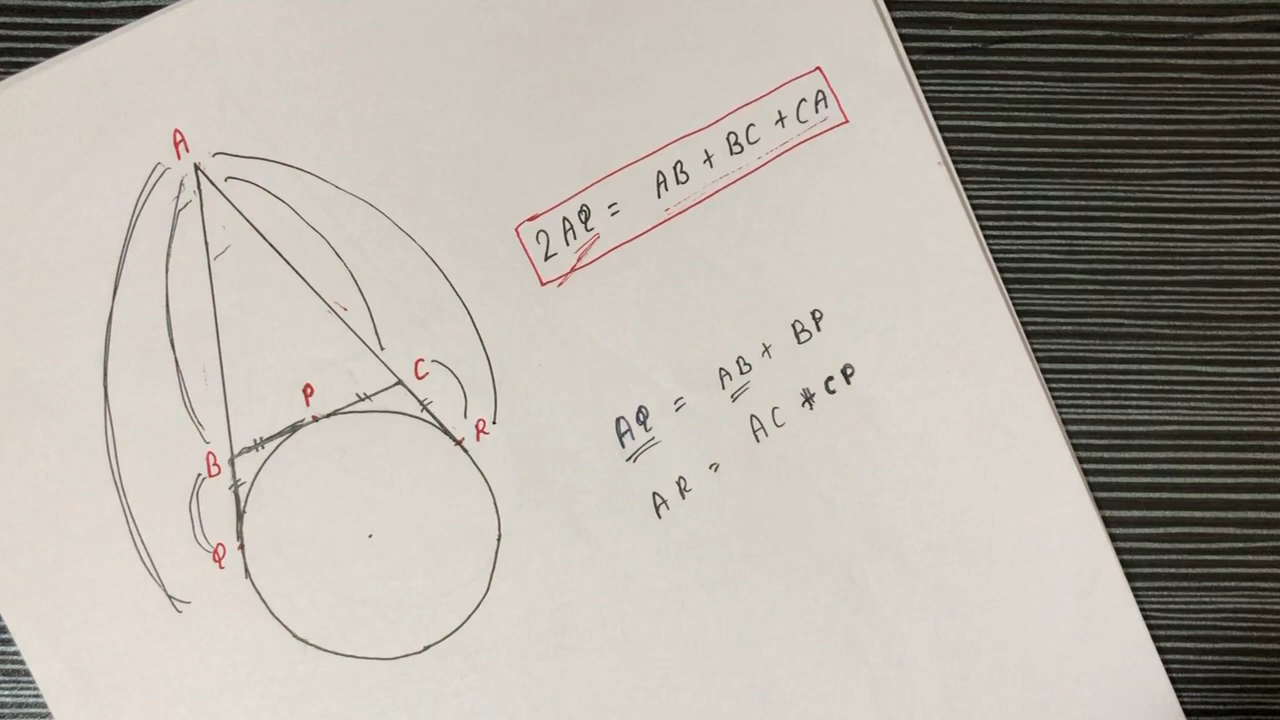 A
2AQ = AB + BC + CA
C
P
R
B
Q
AQ = AB + BP
AR = AC + CP